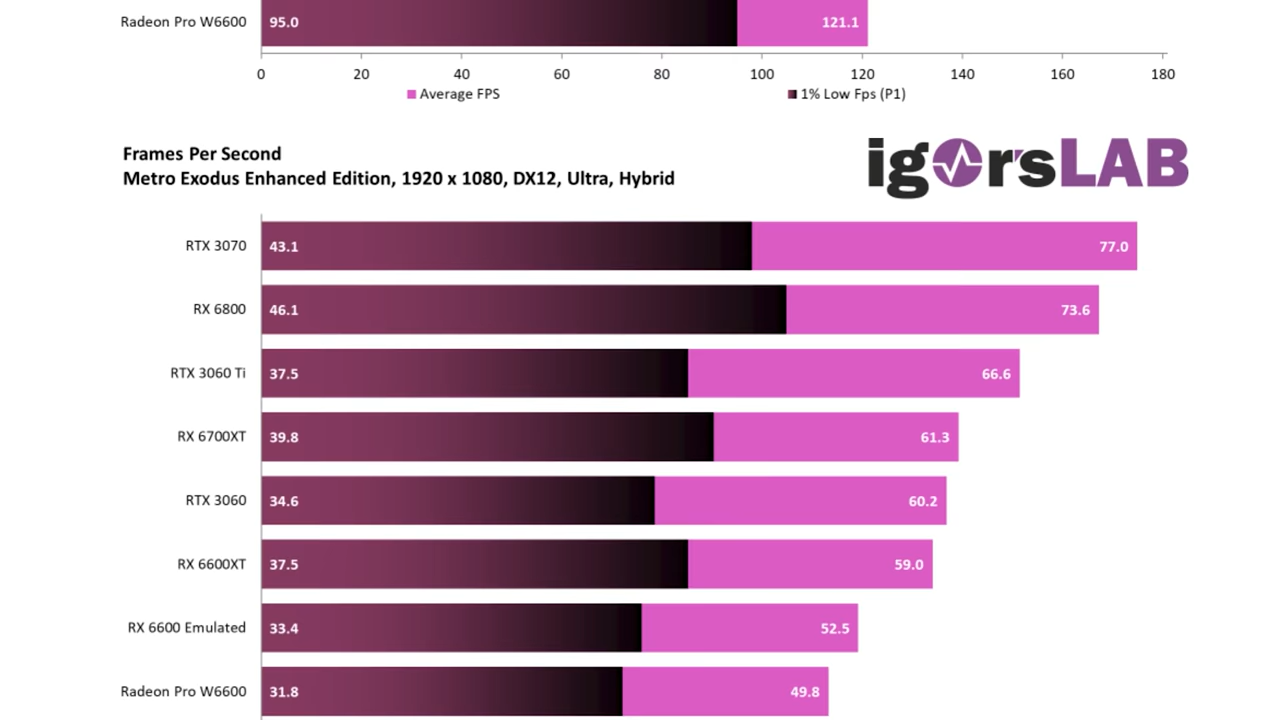 Radeon Pro W6600 95.0 121.1
0 20 40 60 80 100 120 140 160 180
Average FPS 1% Low Fps (P1)
Frames Per Second
Metro Exodus Enhanced Edition, 1920 x 1080, DX12, Ultra, Hybrid
igorsLAB
RTX 3070 43.1 77.0
RX 6800 46.1 73.6
RTX 3060 Ti 37.5 66.6
RX 6700XT 39.8 61.3
RTX 3060 34.6 60.2
RX 6600XT 37.5 59.0
RX 6600 Emulated 33.4 52.5
Radeon Pro W6600 31.8 49.8